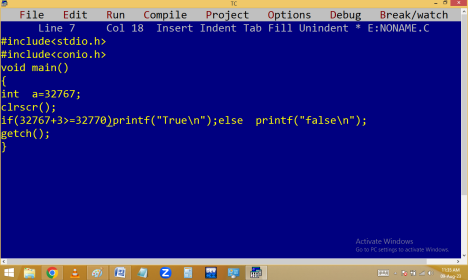 TC
File Edit Run Compile Project Options Debug Break/watch
Line 7 Col 18 Insert Indent Tab Fill Unindent * E:NONAME.C
#include<stdio.h>
#include<conio.h>
void main()
{
int a=32767;
clrscr();
if(32767+3>=32770)printf("True\n");else printf("false\n");
getch();
}
Activate Windows
Go to PC settings to activate Windows.